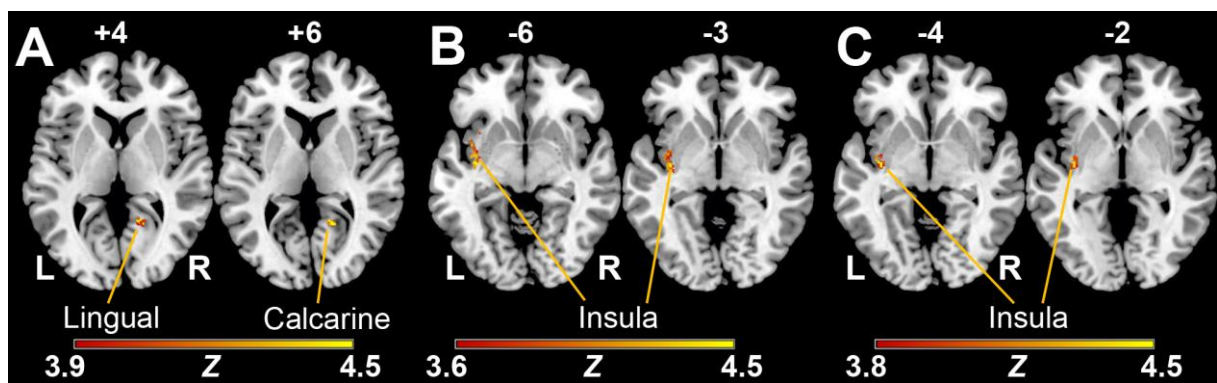 A +4 +6
L R
Lingual Calcarine
3.9 Z 4.5
B -6 -3
L R
Insula
3.6 Z 4.5
C -4 -2
L R
Insula
3.8 Z 4.5